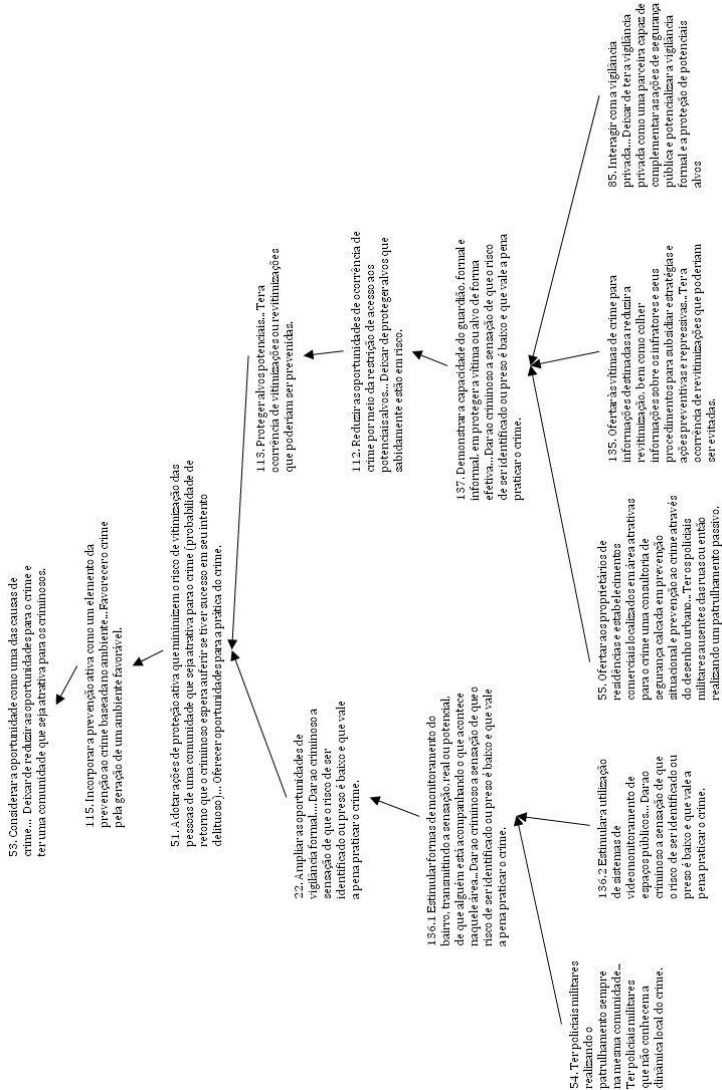 53. Considerar a oportunidade como uma das causas de
crime... Deixar de reduzir as oportunidades para o crime e
ter uma comunidade que seja atrativa para os criminosos.
115. Incorporar a prevenção ativa como um elemento da
prevenção ao crime baseada no ambiente...Favorecer o crime
pela geração de um ambiente favorável.
51. Adotar ações de proteção ativa que minimizem o risco de vitimização das
pessoas de uma comunidade que seja atrativa para o crime (probabilidade de
retorno que o criminoso espera auferir se tiver sucesso em seu intento
delituoso)... Oferecer oportunidades para a prática do crime.
22. Ampliar as oportunidades de
vigilância formal....Dar ao criminoso a
sensação de que o risco de ser
identificado ou preso é baixo e que vale
a pena praticar o crime.
113. Proteger alvos potenciais... Ter a
ocorrência de vitimizações ou revitimizações
que poderiam ser prevenidas.
112. Reduzir as oportunidades de ocorrência de
crime por meio da restrição de acesso aos
potenciais alvos... Deixar de proteger alvos que
sabidamente estão em risco.
136.1 Estimular formas de monitoramento do
bairro, transmitindo a sensação, real ou potencial,
de que alguém está acompanhando o que acontece
naquele área...Dar ao criminoso a sensação de que o
risco de ser identificado ou preso é baixo e que vale
a pena praticar o crime.
137. Demonstrar a capacidade do guardião, formal e
informal, em proteger a vítima ou alvo de forma
efetiva...Dar ao criminoso a sensação de que o risco
de ser identificado ou preso é baixo e que vale a pena
praticar o crime.
54. Ter policiais militares
realizando o
patrulhamento sempre
na mesma comunidade...
Ter policiais militares
que não conhecem a
dinâmica local do crime.
136.2 Estimular a utilização
de sistemas de
videomonitoramento de
espaços públicos...Dar ao
criminoso a sensação de que
o risco de ser identificado ou
preso é baixo e que vale a
pena praticar o crime.
55. Ofertar aos proprietários de
residências e estabelecimentos
comerciais localizados em área atrativas
para o crime uma consultoria de
segurança calcada em prevenção
situacional e prevenção ao crime através
do desenho urbano...Ter os policiais
militares ausentes das ruas ou então
realizando um patrulhamento passivo.
135. Ofertar às vítimas de crime para
informações destinadas a reduzir a
revitimização, bem como colher
informações sobre os infratores e seus
procedimentos para subsidiar estratégias e
ações preventivas e repressivas...Ter a
ocorrência de revitimizações que poderiam
ser evitadas.
85. Interagir com a vigilância
privada...Deixar de ter a vigilância
privada como uma parceira capaz de
complementar as ações de segurança
pública e potencializar a vigilância
formal e a proteção de potenciais
alvos